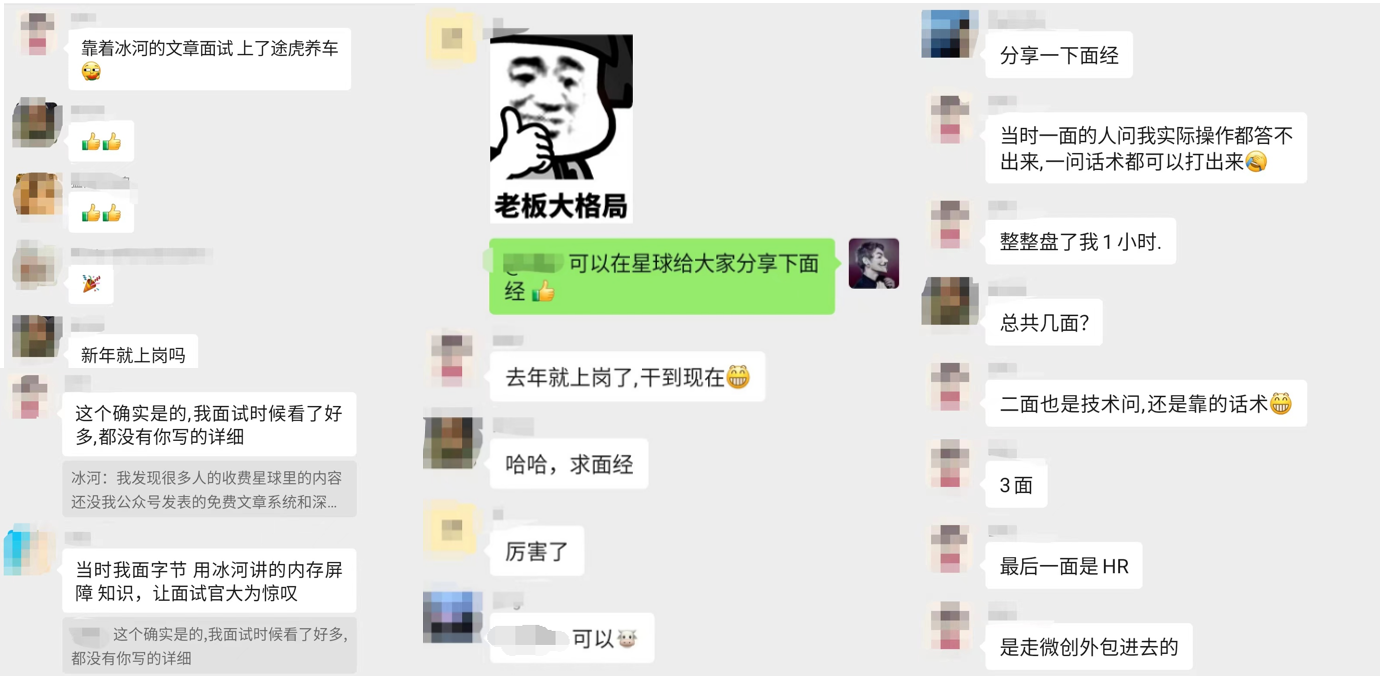 靠着冰河的文章面试 上了途虎养车
新年就上岗吗
这个确实是的,我面试时候看了好
多,都没有你写的详细
冰河：我发现很多人的收费星球里的内容
还没我公众号发表的免费文章系统和深...
当时我面字节 用冰河讲的内存屏
障 知识，让面试官大为惊叹
这个确实是的,我面试时候看了好多,
都没有你写的详细
老板大格局
可以在星球给大家分享下面
经
去年就上岗了,干到现在
哈哈，求面经
厉害了
可以
分享一下面经
当时一面的人问我实际操作都答不
出来,一问话术都可以打出来
整整盘了我 1 小时.
总共几面?
二面也是技术问,还是靠的话术
3 面
最后一面是 HR
是走微创外包进去的